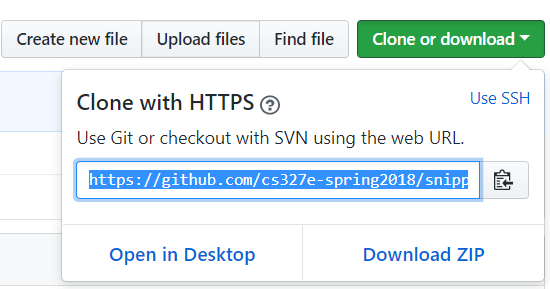 Create new file Upload files Find file Clone or download
Clone with HTTPS ? Use SSH
Use Git or checkout with SVN using the web URL.
https://github.com/cs327e-spring2018/snipp
Open in Desktop Download ZIP